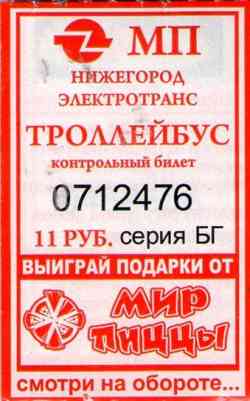 МП
НИЖЕГОРОД
ЭЛЕКТРОТРАНС
ТРОЛЛЕЙБУС
контрольный билет
0712476
11 РУБ. серия БГ
ВЫИГРАЙ ПОДАРКИ ОТ
МИР
ПИЦЦЫ
смотри на обороте...